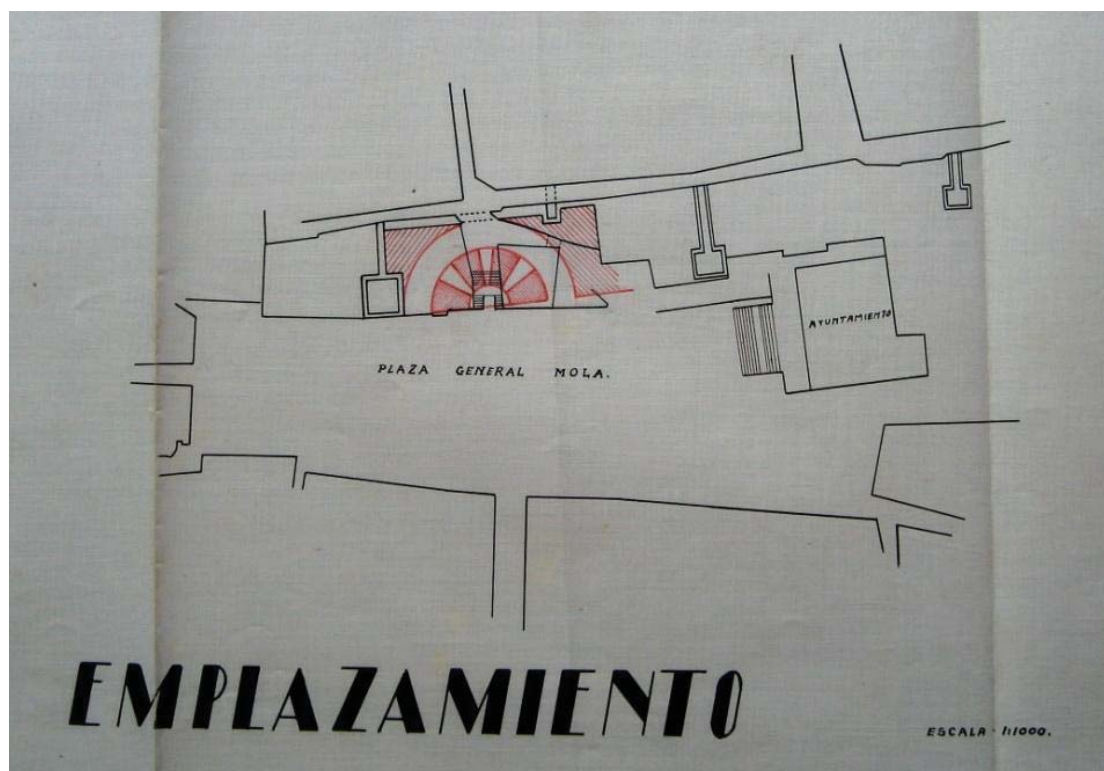 AYUNTAMIENTO
PLAZA GENERAL MOLA.
EMPLAZAMIENTO
ESCALA - 1:1000.